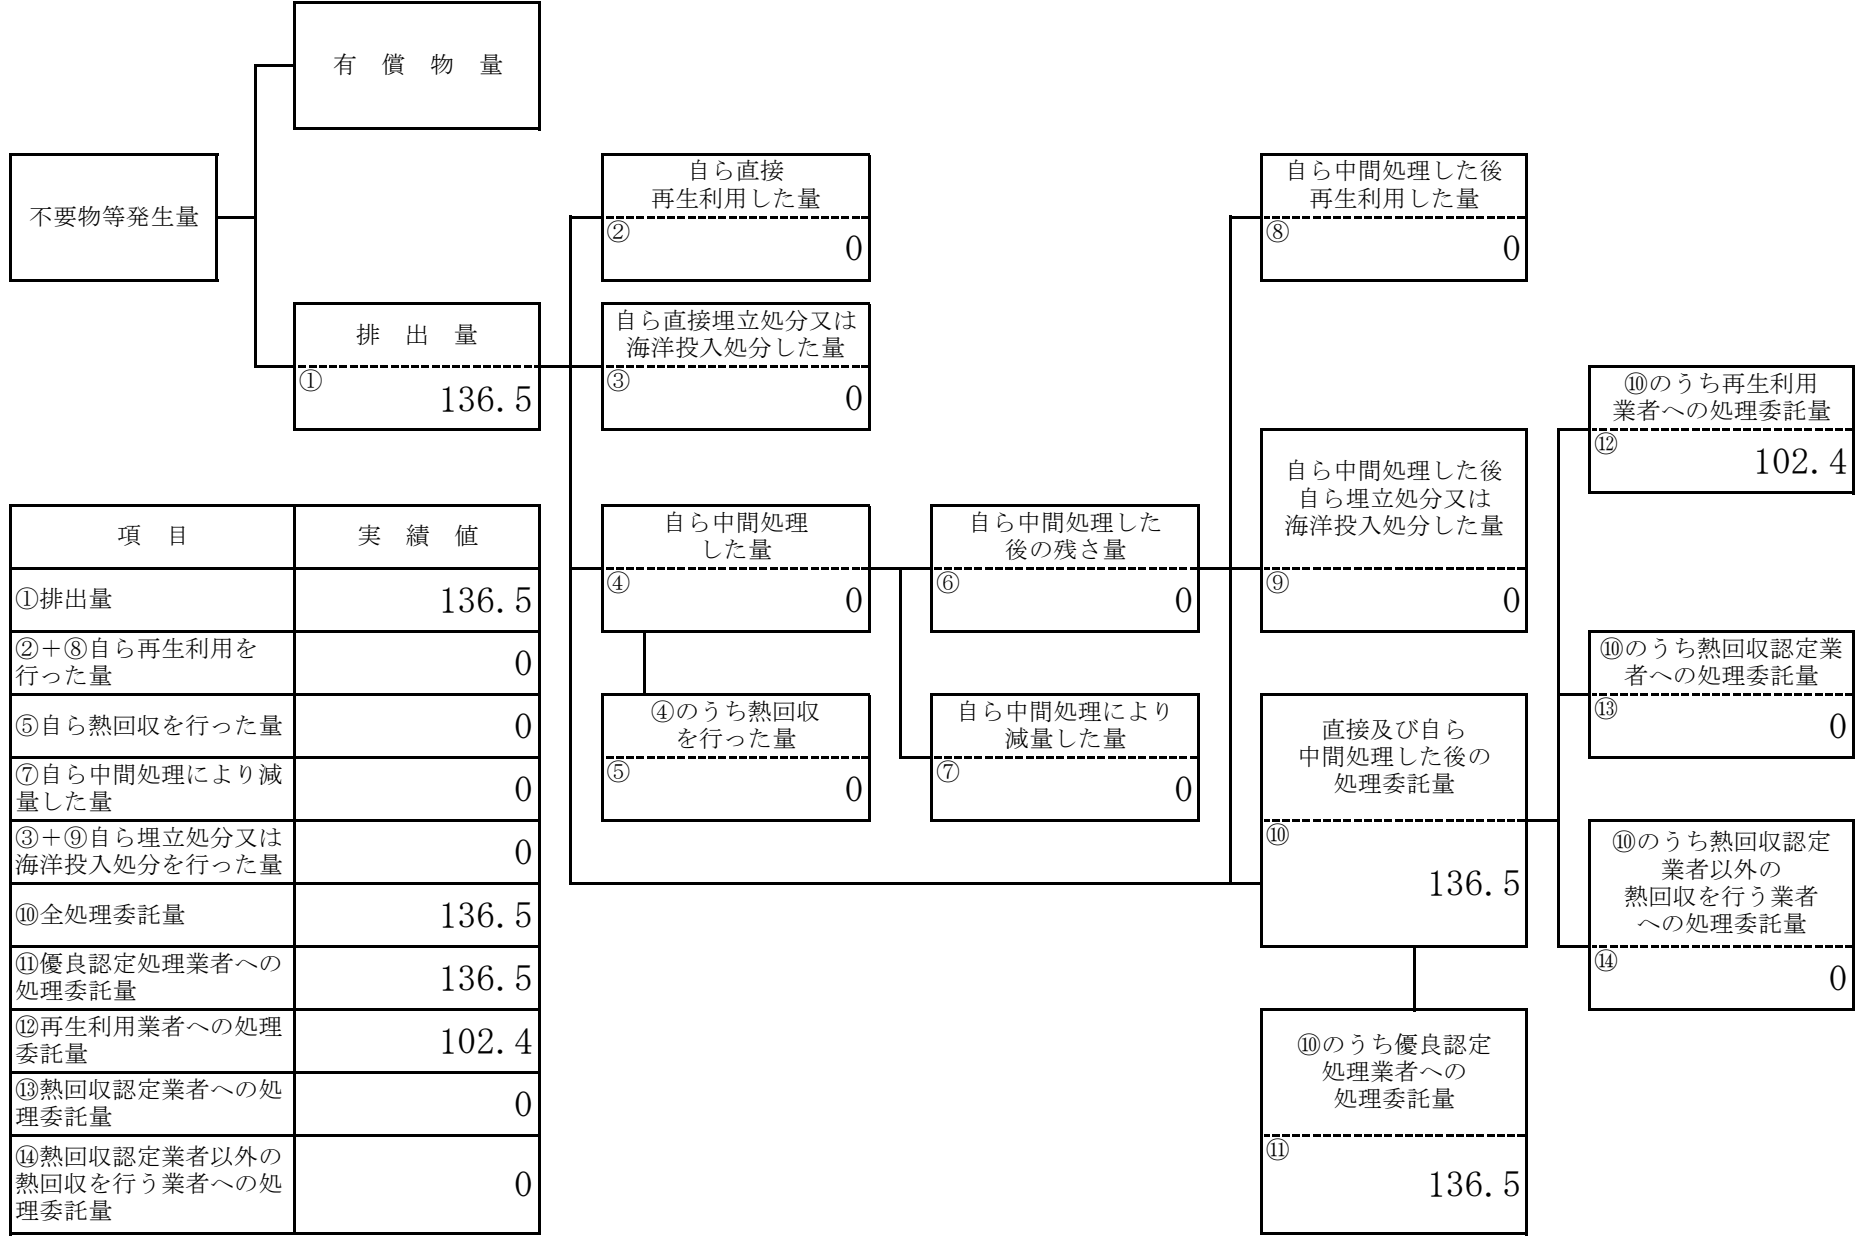 有 償 物 量
不要物等発生量
排 出 量
①
136.5
自ら直接
再生利用した量
②
0
自ら直接埋立処分又は
海洋投入処分した量
③
0
自ら中間処理
した量
④
0
④のうち熱回収
を行った量
⑤
0
自ら中間処理した
後の残さ量
⑥
0
自ら中間処理により
減量した量
⑦
0
自ら中間処理した後
再生利用した量
⑧
0
自ら中間処理した後
自ら埋立処分又は
海洋投入処分した量
⑨
0
直接及び自ら
中間処理した後の
処理委託量
⑩
136.5
⑩のうち優良認定
処理業者への
処理委託量
⑪
136.5
⑩のうち再生利用
業者への処理委託量
⑫
102.4
⑩のうち熱回収認定業
者への処理委託量
⑬
0
⑩のうち熱回収認定
業者以外の
熱回収を行う業者
への処理委託量
⑭
0
項 目 実 績 値
①排出量 136.5
②＋⑧自ら再生利用を
行った量 0
⑤自ら熱回収を行った量 0
⑦自ら中間処理により減
量した量 0
③＋⑨自ら埋立処分又は
海洋投入処分を行った量 0
⑩全処理委託量 136.5
⑪優良認定処理業者への
処理委託量 136.5
⑫再生利用業者への処理
委託量 102.4
⑬熱回収認定業者への処
理委託量 0
⑭熱回収認定業者以外の
熱回収を行う業者への処
理委託量 0